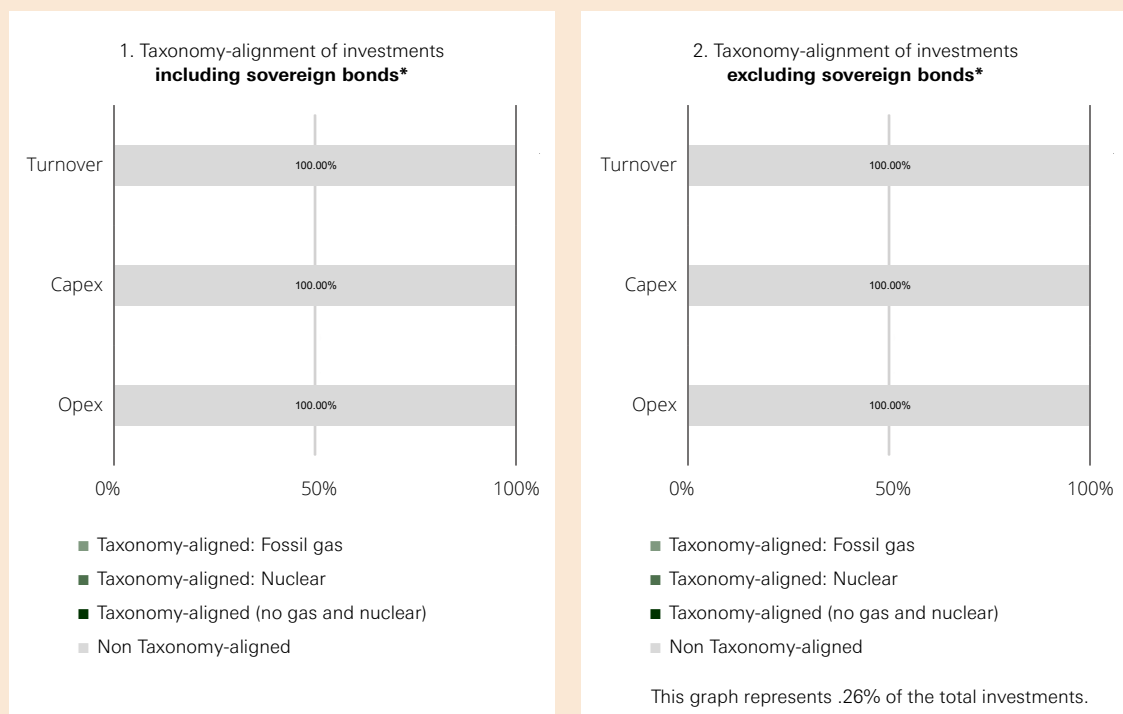 1. Taxonomy-alignment of investments
including sovereign bonds*
Turnover
100.00%
Capex
100.00%
Opex
100.00%
0% 50% 100%
Taxonomy-aligned: Fossil gas
Taxonomy-aligned: Nuclear
Taxonomy-aligned (no gas and nuclear)
Non Taxonomy-aligned
2. Taxonomy-alignment of investments
excluding sovereign bonds*
Turnover
100.00%
Capex
100.00%
Opex
100.00%
0% 50% 100%
Taxonomy-aligned: Fossil gas
Taxonomy-aligned: Nuclear
Taxonomy-aligned (no gas and nuclear)
Non Taxonomy-aligned
This graph represents .26% of the total investments.